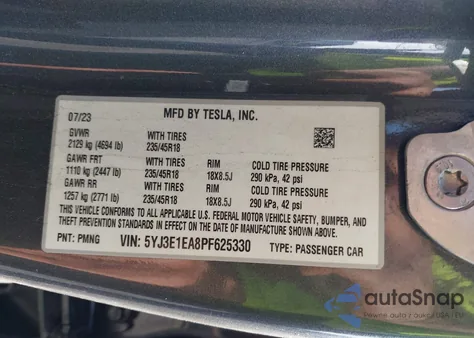 07/23 MFD BY TESLA, INC.
GVWR WITH TIRES
2129 kg (4694 lb) 235/45R18
GAWR FRT WITH TIRES RIM COLD TIRE PRESSURE
1110 kg (2447 lb) 235/45R18 18X8.5J 290 kPa, 42 psi
GAWR RR WITH TIRES RIM COLD TIRE PRESSURE
1257 kg (2771 lb) 235/45R18 18X8.5J 290 kPa, 42 psi
THIS VEHICLE CONFORMS TO ALL APPLICABLE U.S. FEDERAL MOTOR VEHICLE SAFETY, BUMPER, AND
THEFT PREVENTION STANDARDS IN EFFECT ON THE DATE OF MANUFACTURE SHOWN ABOVE.
PNT: PMNG VIN: 5YJ3E1EA8PF625330 TYPE: PASSENGER CAR
autoSnap